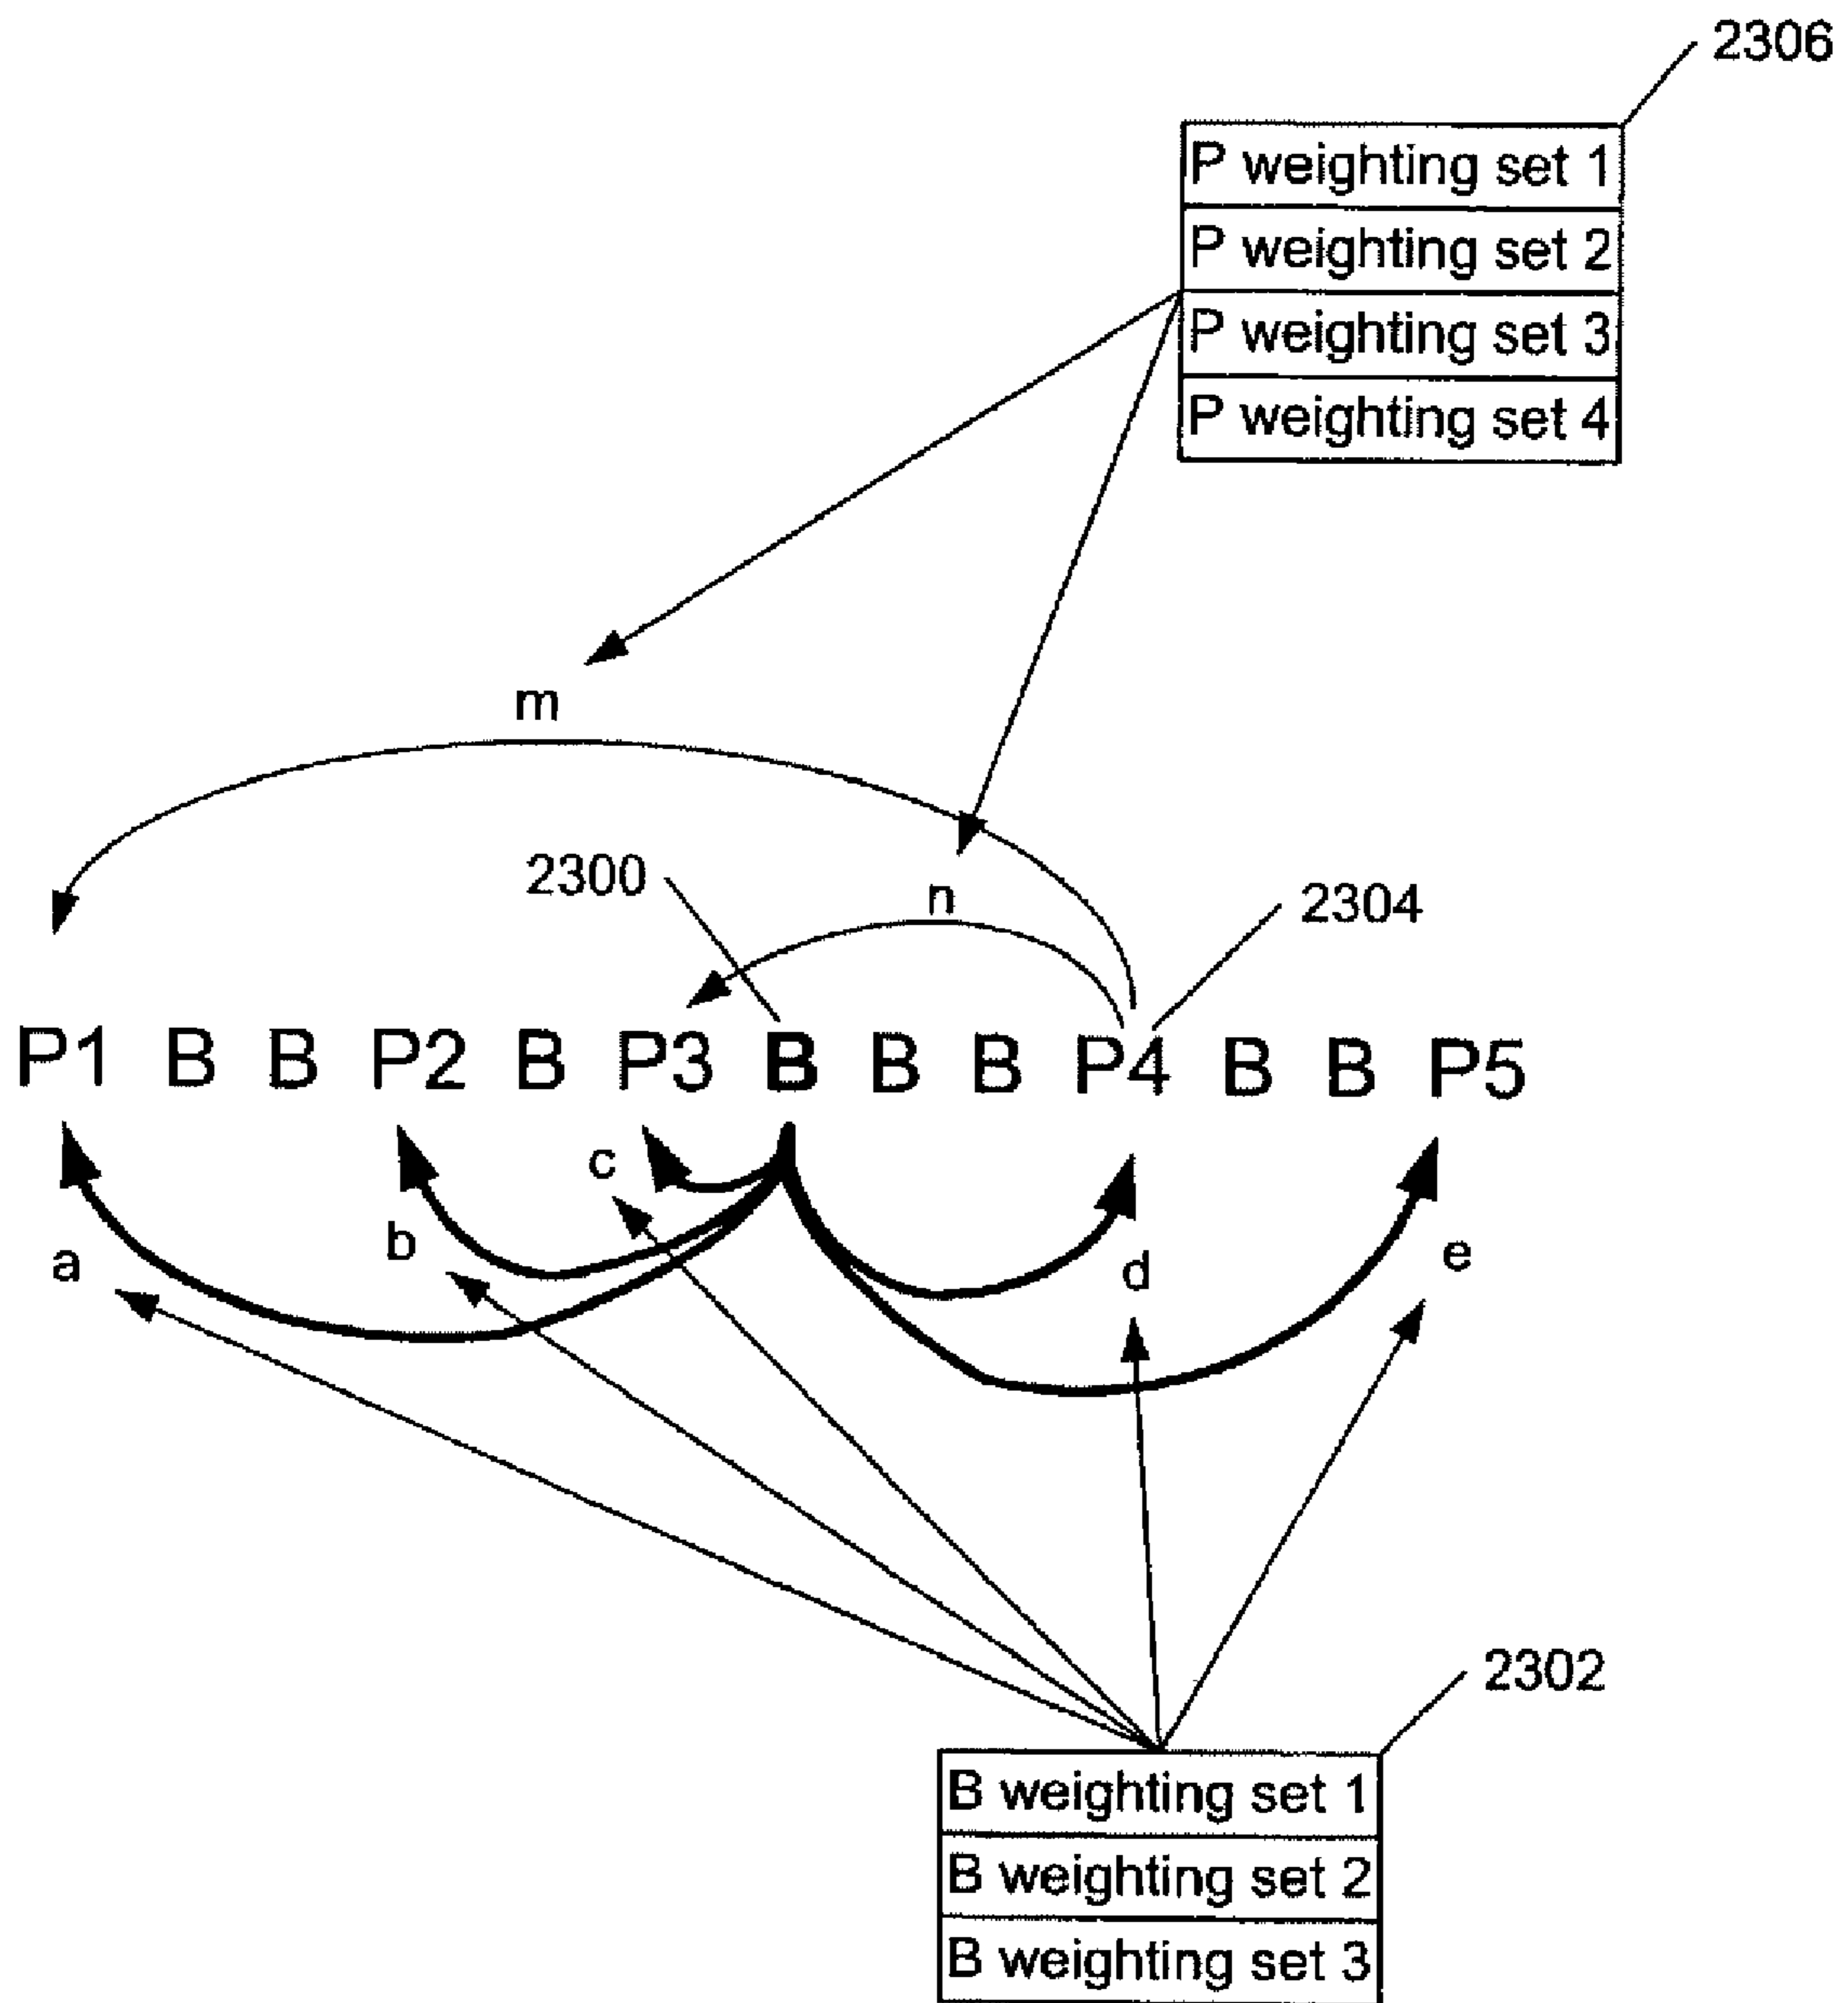 2306
P weighting set 1
P weighting set 2
P weighting set 3
P weighting set 4
m
2300
n
2304
P1 B B P2 B P3 B B B P4 B B P5
a
b
c
d
e
2302
B weighting set 1
B weighting set 2
B weighting set 3